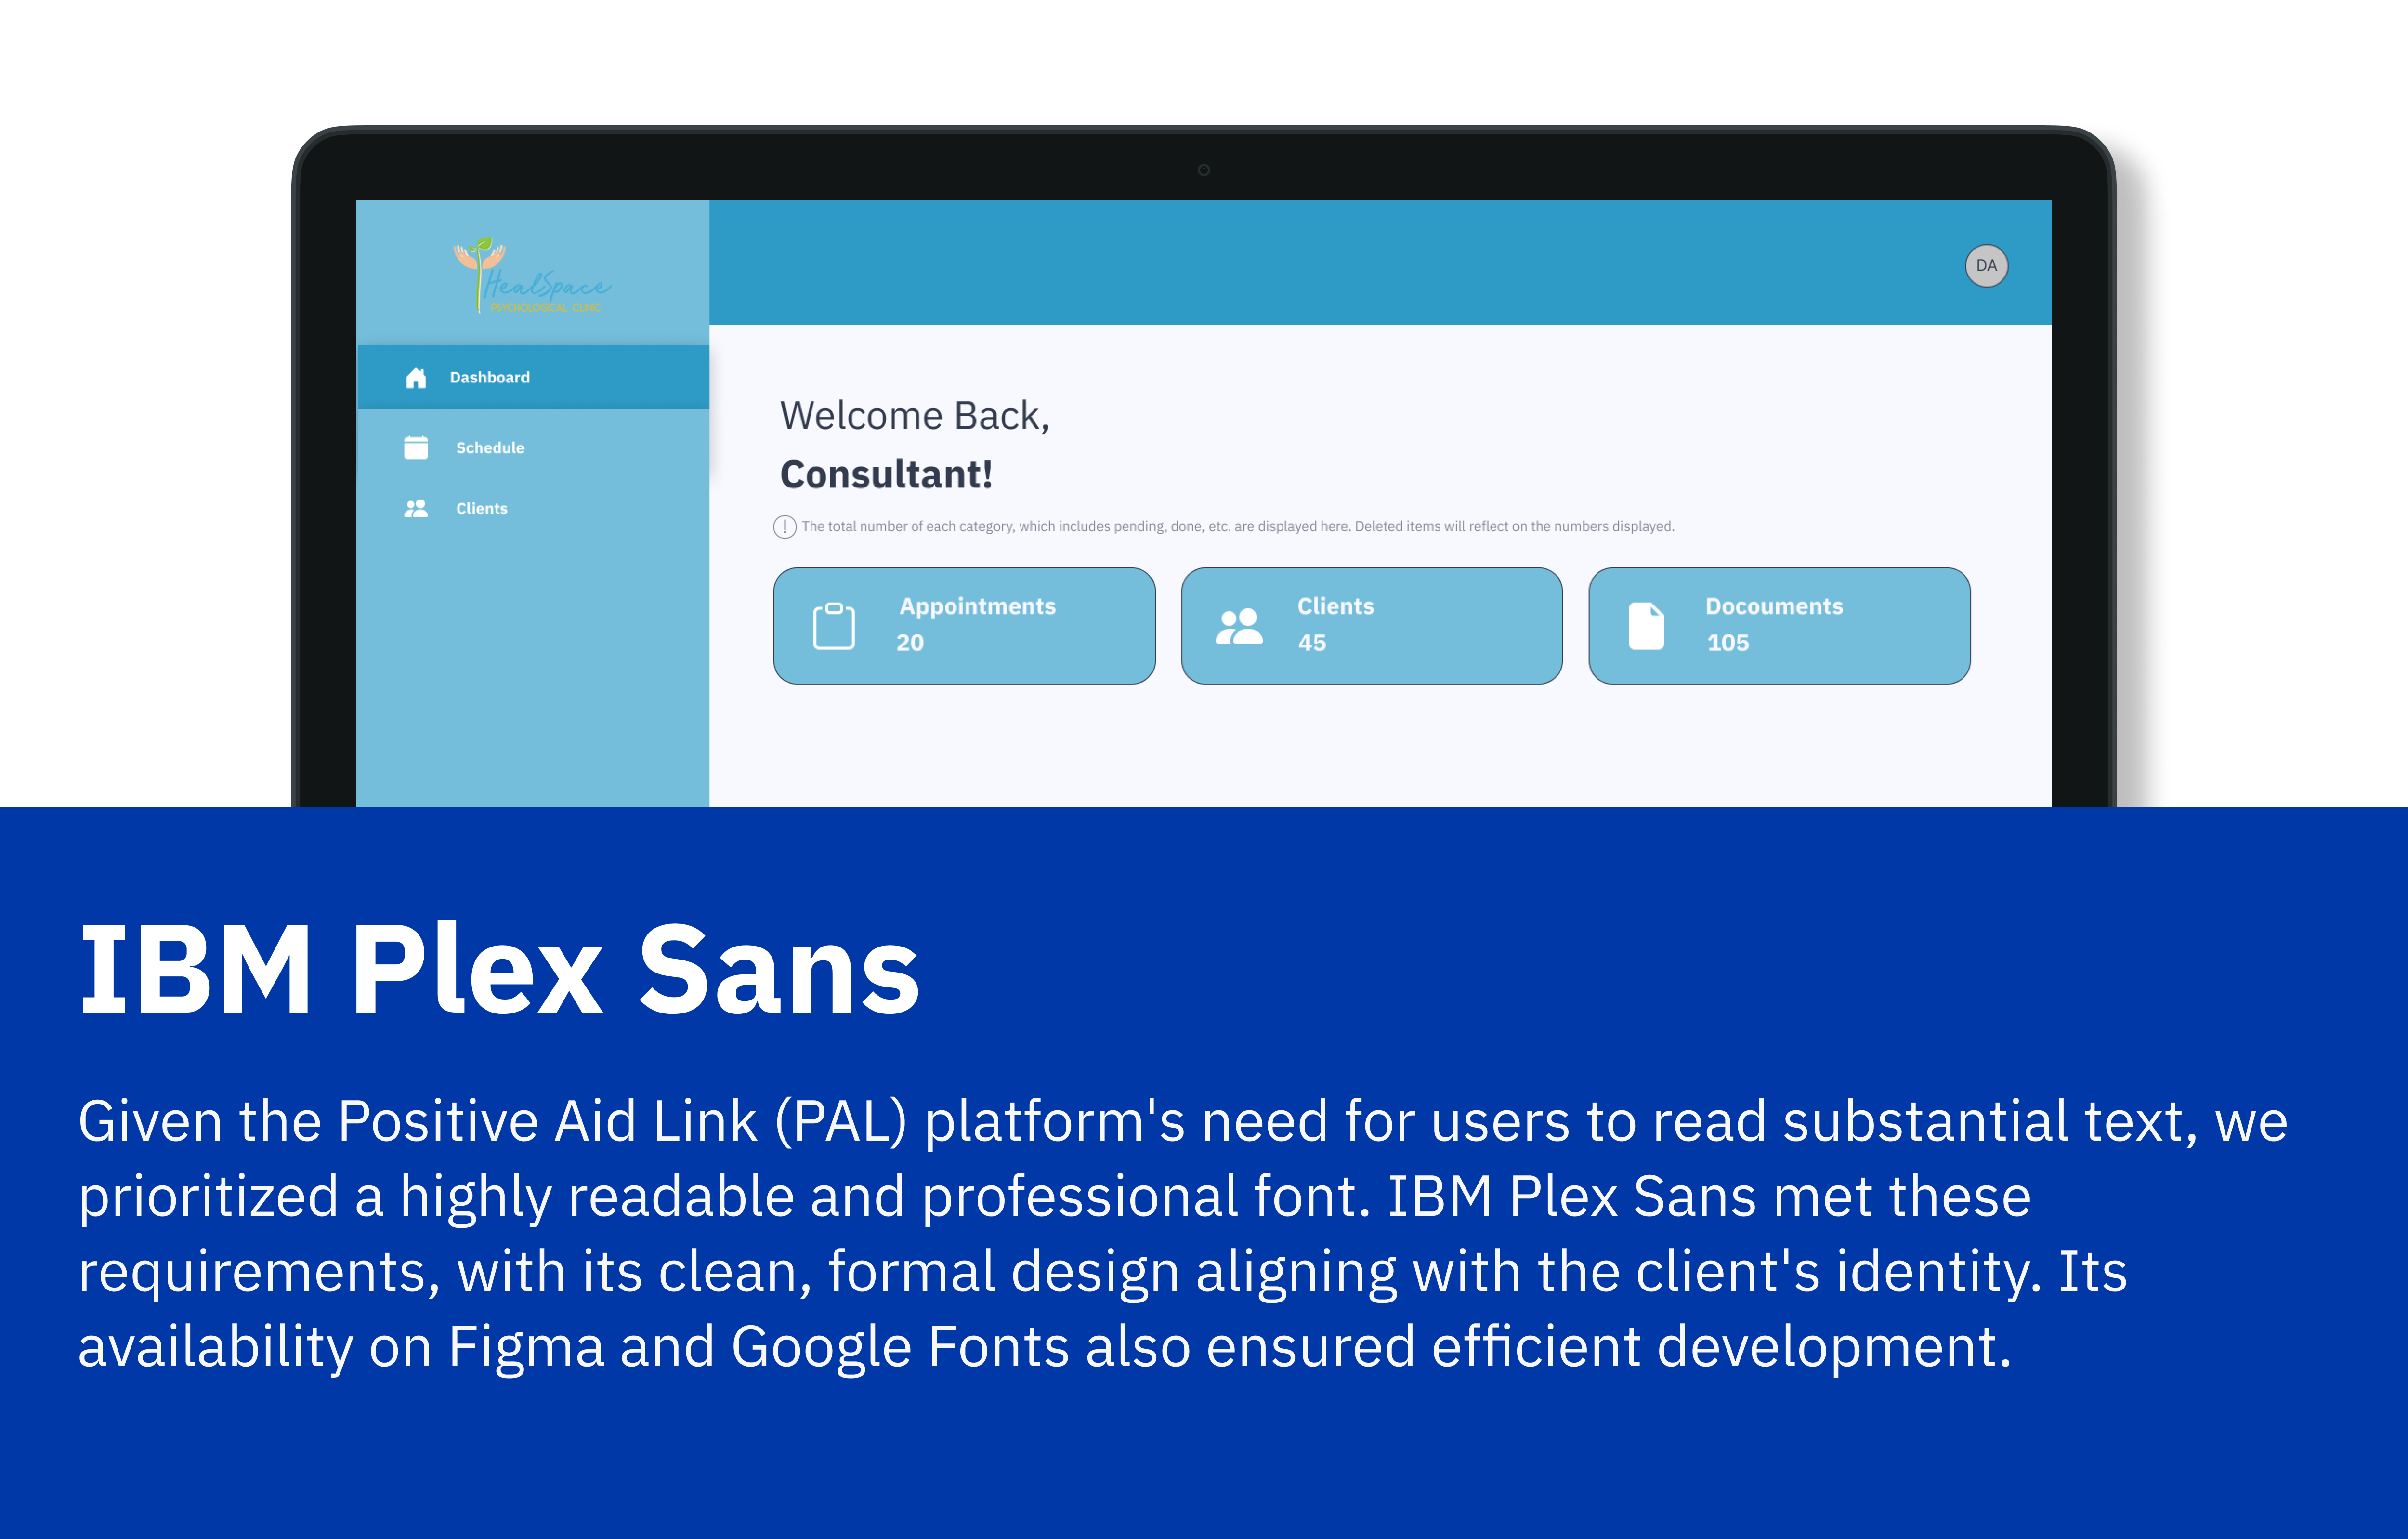 HealSpace
PSYCHOLOGICAL CLINIC
DA
Dashboard
Schedule
Clients
Welcome Back,
Consultant!
The total number of each category, which includes pending, done, etc. are displayed here. Deleted items will reflect on the numbers displayed.
Appointments
20
Clients
45
Docouments
105
IBM Plex Sans
Given the Positive Aid Link (PAL) platform's need for users to read substantial text, we
prioritized a highly readable and professional font. IBM Plex Sans met these
requirements, with its clean, formal design aligning with the client's identity. Its
availability on Figma and Google Fonts also ensured efficient development.